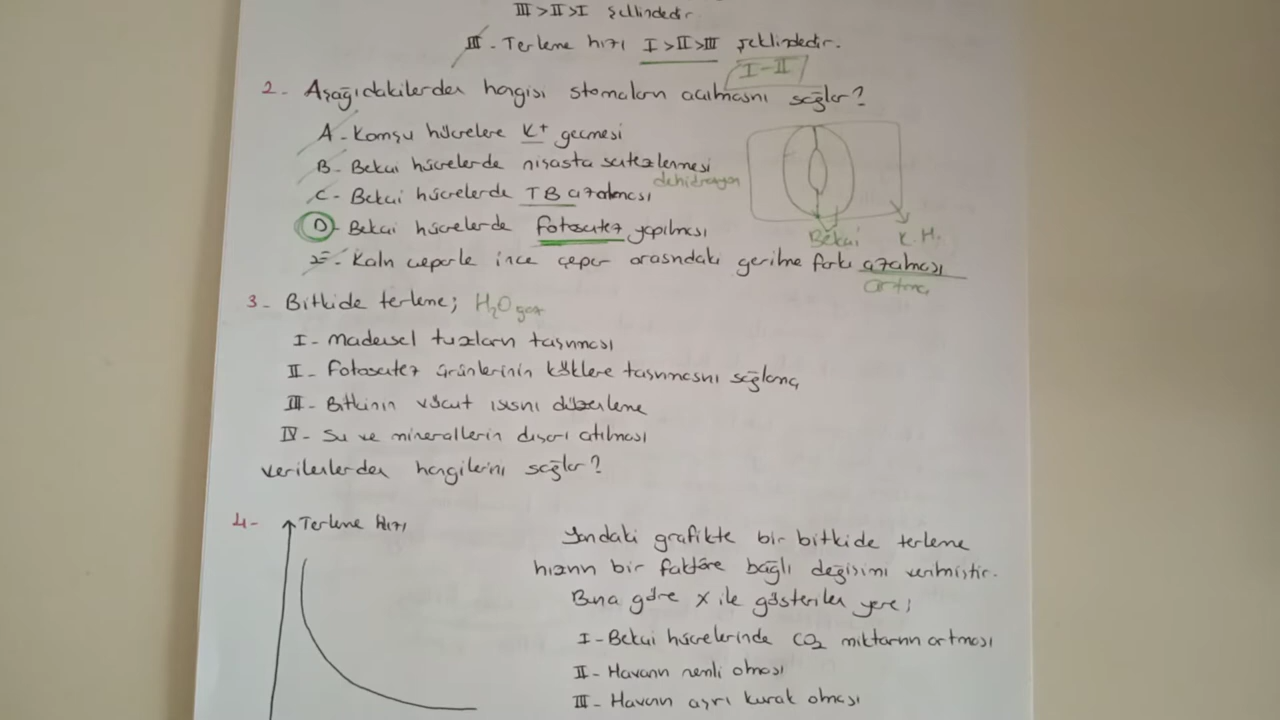 III > II > I şeklindedir.
III - Terleme hızı I > II > III şeklindedir.
I - II
2 - Aşağıdakilerden hangisi stomaların açılmasını sağlar?
A - Komşu hücrelere K+ geçmesi
B - Bekçi hücrelerde nişasta sentezlenmesi
dehidrasyon
C - Bekçi hücrelerde TB azalması
D - Bekçi hücrelerde fotosentez yapılması
Bekçi K.H.
E - Kalın çeperle ince çeper arasındaki gerilme farkı azalması
artma
3 - Bitkide terleme; H₂O gaz
I - madensel tuzların taşınması
II - Fotosentez ürünlerinin köklere taşınmasını sağlama
III - Bitkinin vücut ısısını düzenleme
IV - Su ve minerallerin dışarı atılması
verilenlerden hangilerini sağlar?
4 - Terleme Hızı
Yandaki grafikte bir bitkide terleme
hızının bir faktöre bağlı değişimi verilmiştir.
Buna göre X ile gösterilen yere;
I - Bekçi hücrelerinde CO₂ miktarının artması
II - Havanın nemli olması
III - Havanın aşırı kurak olması